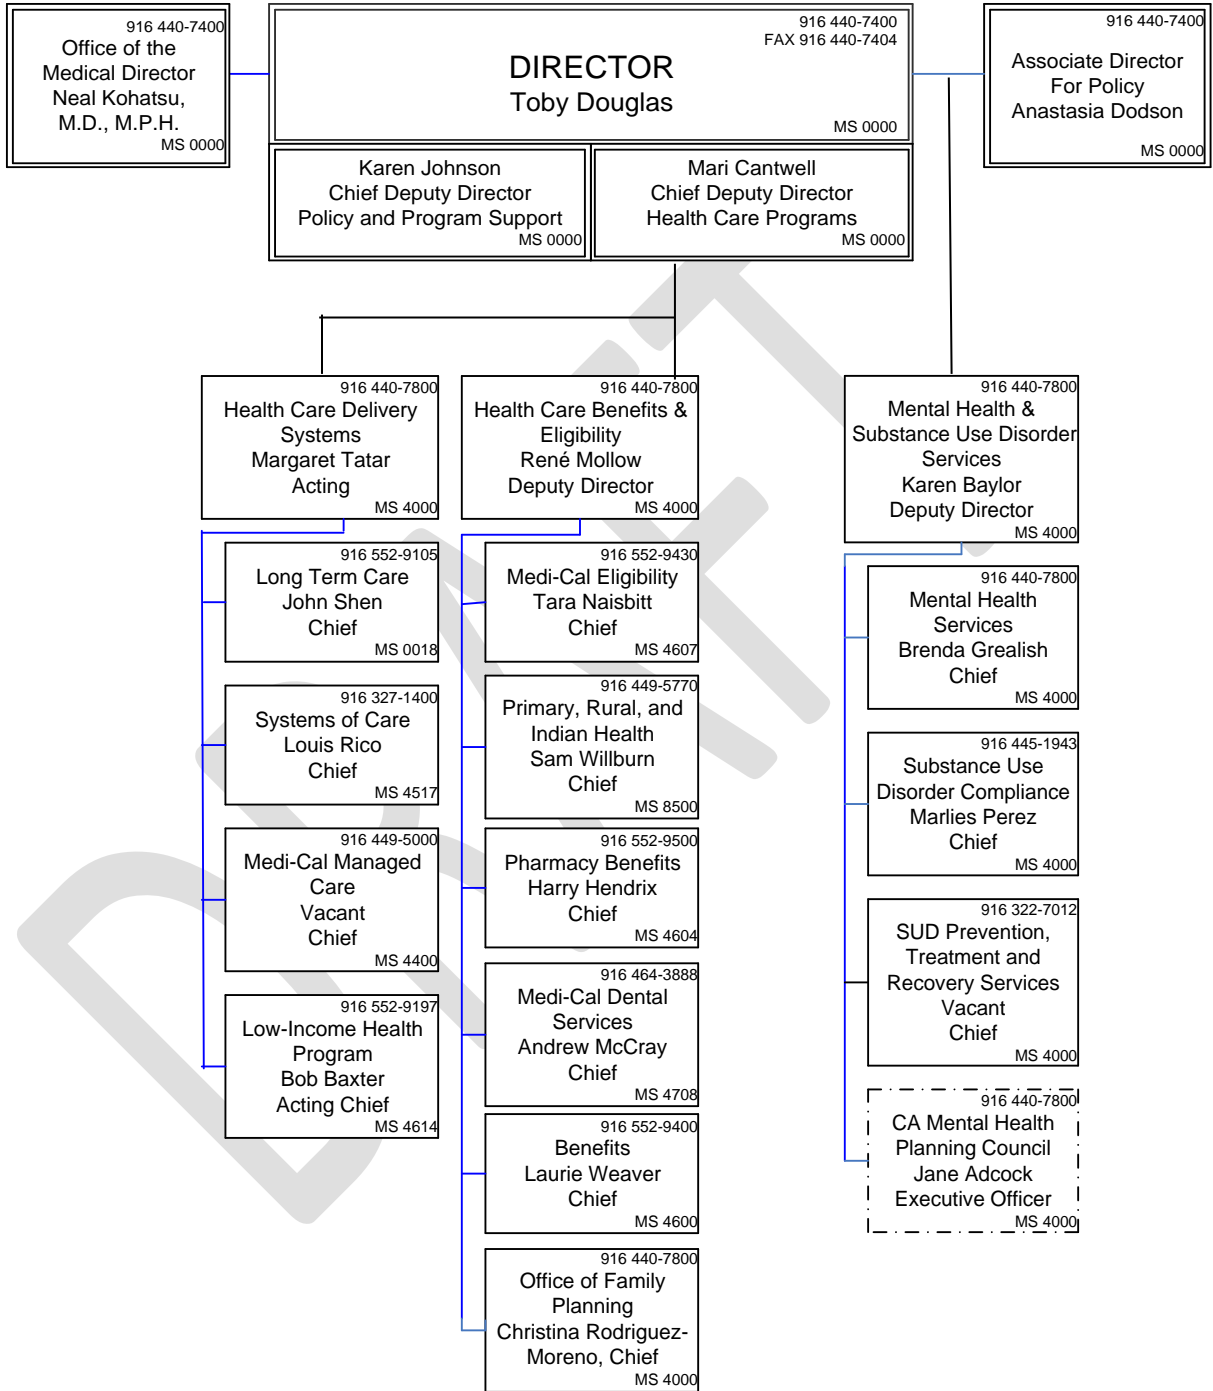 916 440-7400
Office of the
Medical Director
Neal Kohatsu,
M.D., M.P.H.
MS 0000
916 440-7400
FAX 916 440-7404
DIRECTOR
Toby Douglas
MS 0000
916 440-7400
Associate Director
For Policy
Anastasia Dodson
MS 0000
Karen Johnson
Chief Deputy Director
Policy and Program Support
MS 0000
Mari Cantwell
Chief Deputy Director
Health Care Programs
MS 0000
916 440-7800
Health Care Delivery
Systems
Margaret Tatar
Acting
MS 4000
916 552-9105
Long Term Care
John Shen
Chief
MS 0018
916 327-1400
Systems of Care
Louis Rico
Chief
MS 4517
916 449-5000
Medi-Cal Managed
Care
Vacant
Chief
MS 4400
916 552-9197
Low-Income Health
Program
Bob Baxter
Acting Chief
MS 4614
916 440-7800
Health Care Benefits &
Eligibility
René Mollow
Deputy Director
MS 4000
916 552-9430
Medi-Cal Eligibility
Tara Naisbitt
Chief
MS 4607
916 449-5770
Primary, Rural, and
Indian Health
Sam Willburn
Chief
MS 8500
916 552-9500
Pharmacy Benefits
Harry Hendrix
Chief
MS 4604
916 464-3888
Medi-Cal Dental
Services
Andrew McCray
Chief
MS 4708
916 552-9400
Benefits
Laurie Weaver
Chief
MS 4600
916 440-7800
Office of Family
Planning
Christina Rodriguez-
Moreno, Chief
MS 4000
916 440-7800
Mental Health &
Substance Use Disorder
Services
Karen Baylor
Deputy Director
MS 4000
916 440-7800
Mental Health
Services
Brenda Grealish
Chief
MS 4000
916 445-1943
Substance Use
Disorder Compliance
Marlies Perez
Chief
MS 4000
916 322-7012
SUD Prevention,
Treatment and
Recovery Services
Vacant
Chief
MS 4000
916 440-7800
CA Mental Health
Planning Council
Jane Adcock
Executive Officer
MS 4000
DRAFT